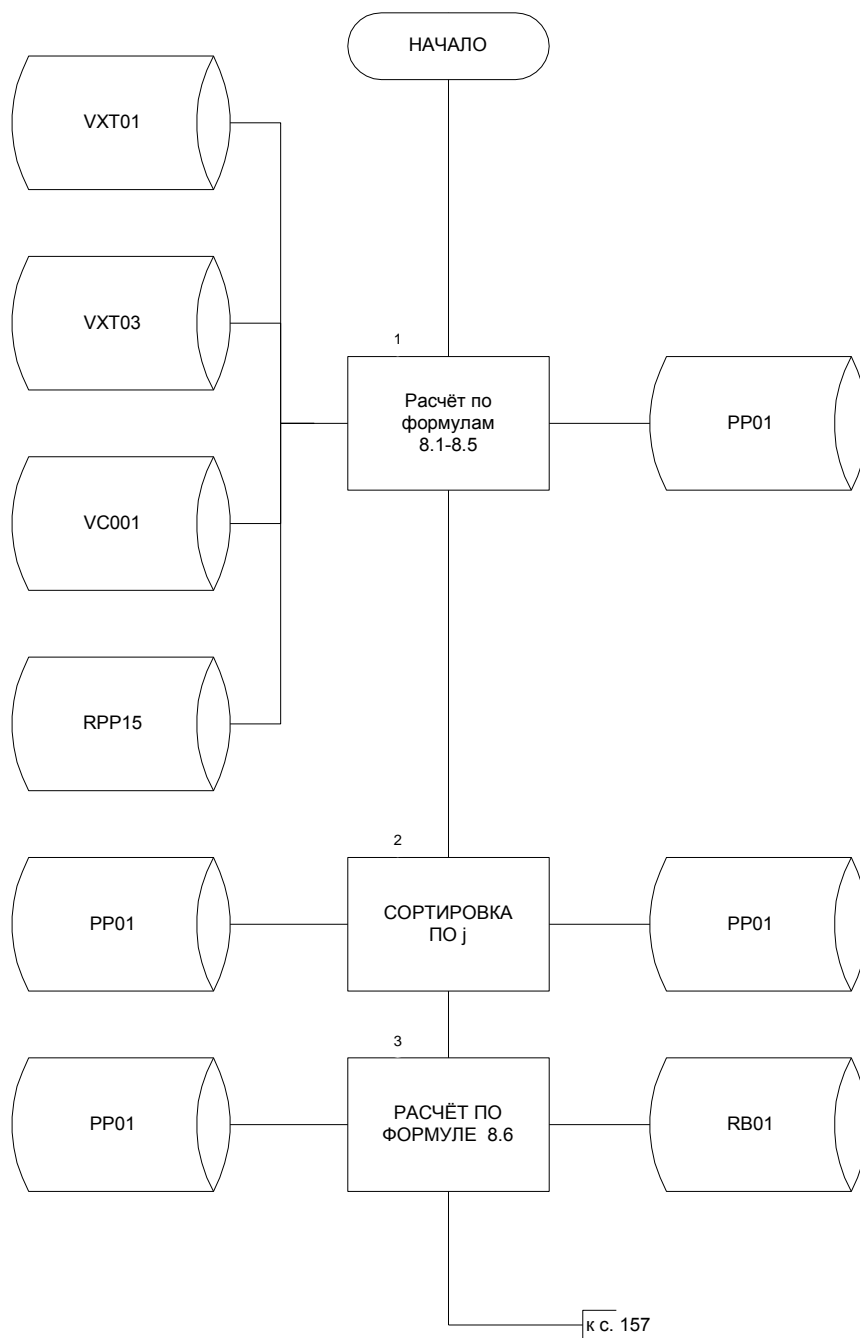 НАЧАЛО
VXT01
VXT03
1
Расчёт по
формулам
8.1-8.5
PP01
VC001
RPP15
2
PP01
СОРТИРОВКА
ПО j
PP01
3
PP01
РАСЧЁТ ПО
ФОРМУЛЕ 8.6
RB01
к с. 157